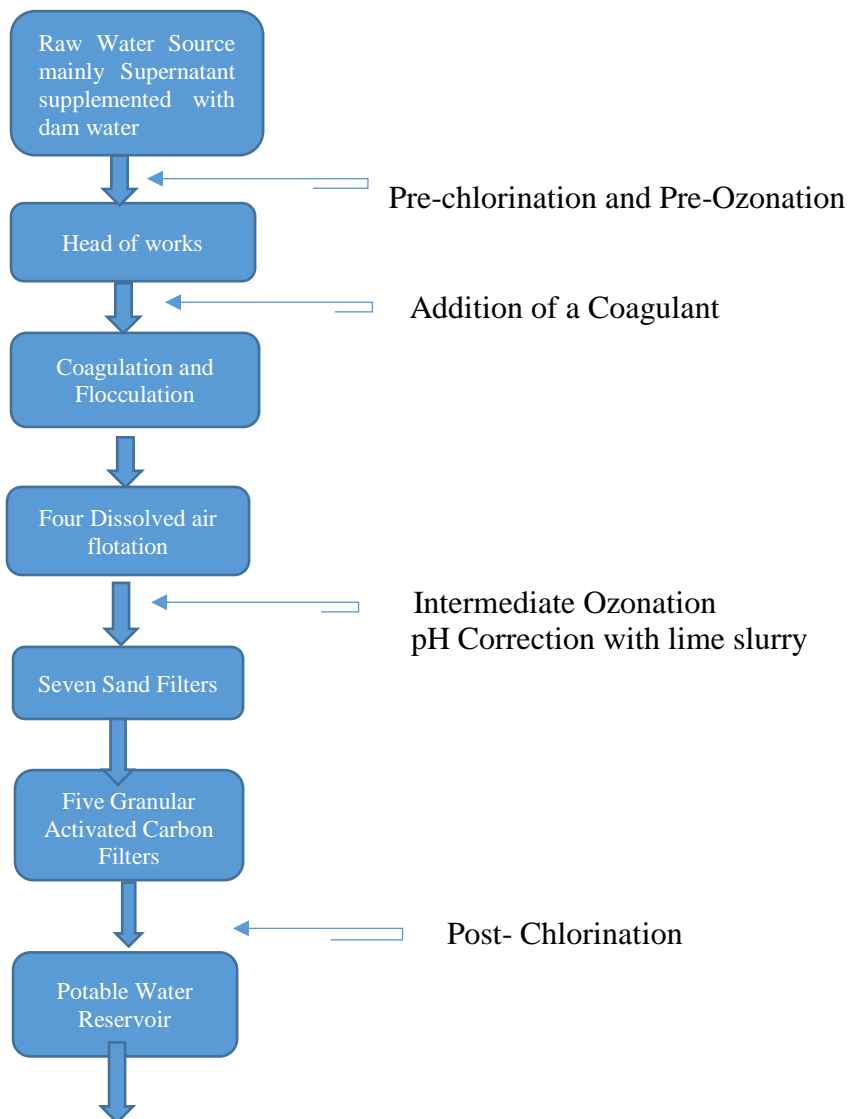 Raw Water Source
mainly Supernatant
supplemented with
dam water
Pre-chlorination and Pre-Ozonation
Head of works
Addition of a Coagulant
Coagulation and
Flocculation
Four Dissolved air
flotation
Intermediate Ozonation
pH Correction with lime slurry
Seven Sand Filters
Five Granular
Activated Carbon
Filters
Post- Chlorination
Potable Water
Reservoir